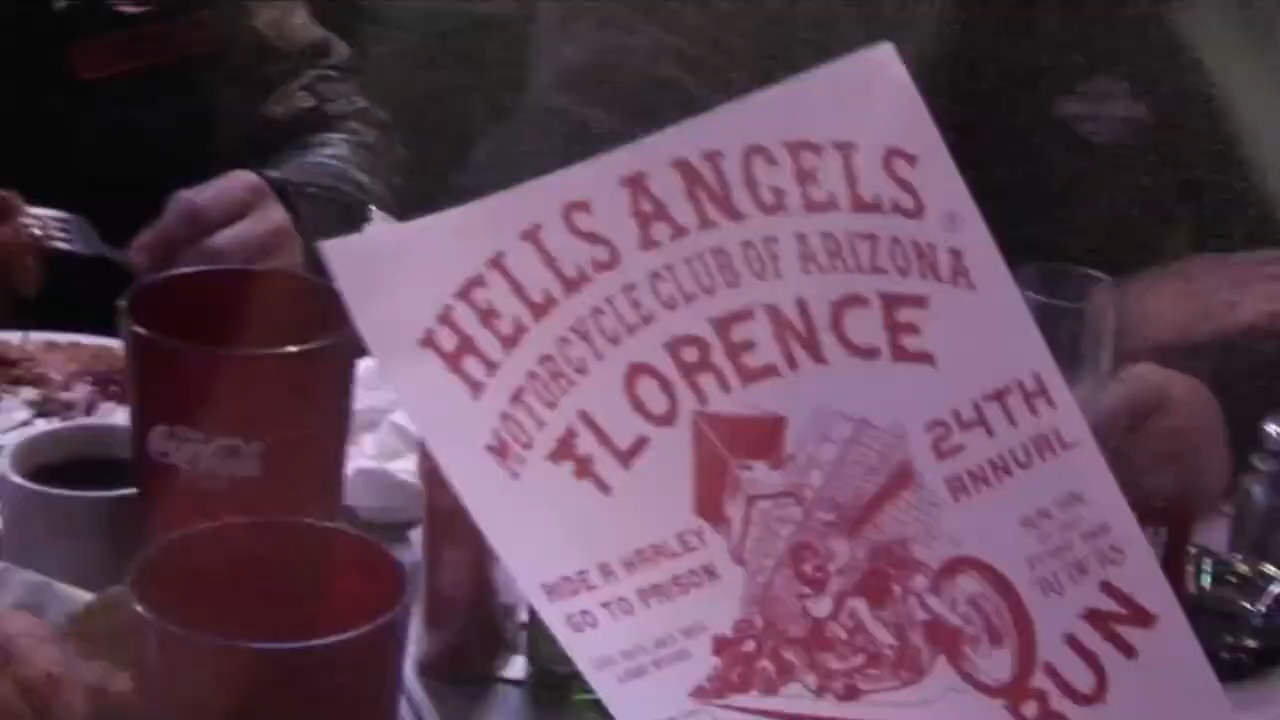 HELLS ANGELS
MOTORCYCLE CLUB OF ARIZONA
FLORENCE
24TH
ANNUAL
RIDE A HARLEY
GO TO PRISON
RUN